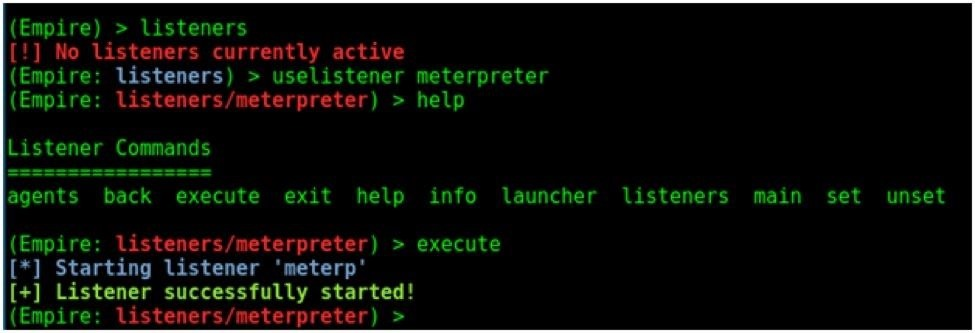 (Empire) > listeners
[!] No listeners currently active
(Empire: listeners) > uselistener meterpreter
(Empire: listeners/meterpreter) > help
Listener Commands
=================
agents back execute exit help info launcher listeners main set unset
(Empire: listeners/meterpreter) > execute
[*] Starting listener 'meterp'
[+] Listener successfully started!
(Empire: listeners/meterpreter) >